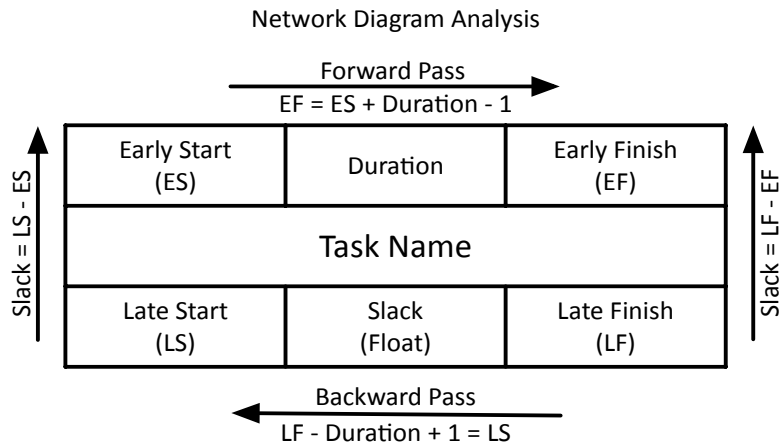 Network Diagram Analysis
Forward Pass
EF = ES + Duration - 1
Slack = LS - ES
Early Start
(ES)
Duration
Early Finish
(EF)
Slack = LF - EF
Task Name
Late Start
(LS)
Slack
(Float)
Late Finish
(LF)
Backward Pass
LF - Duration + 1 = LS